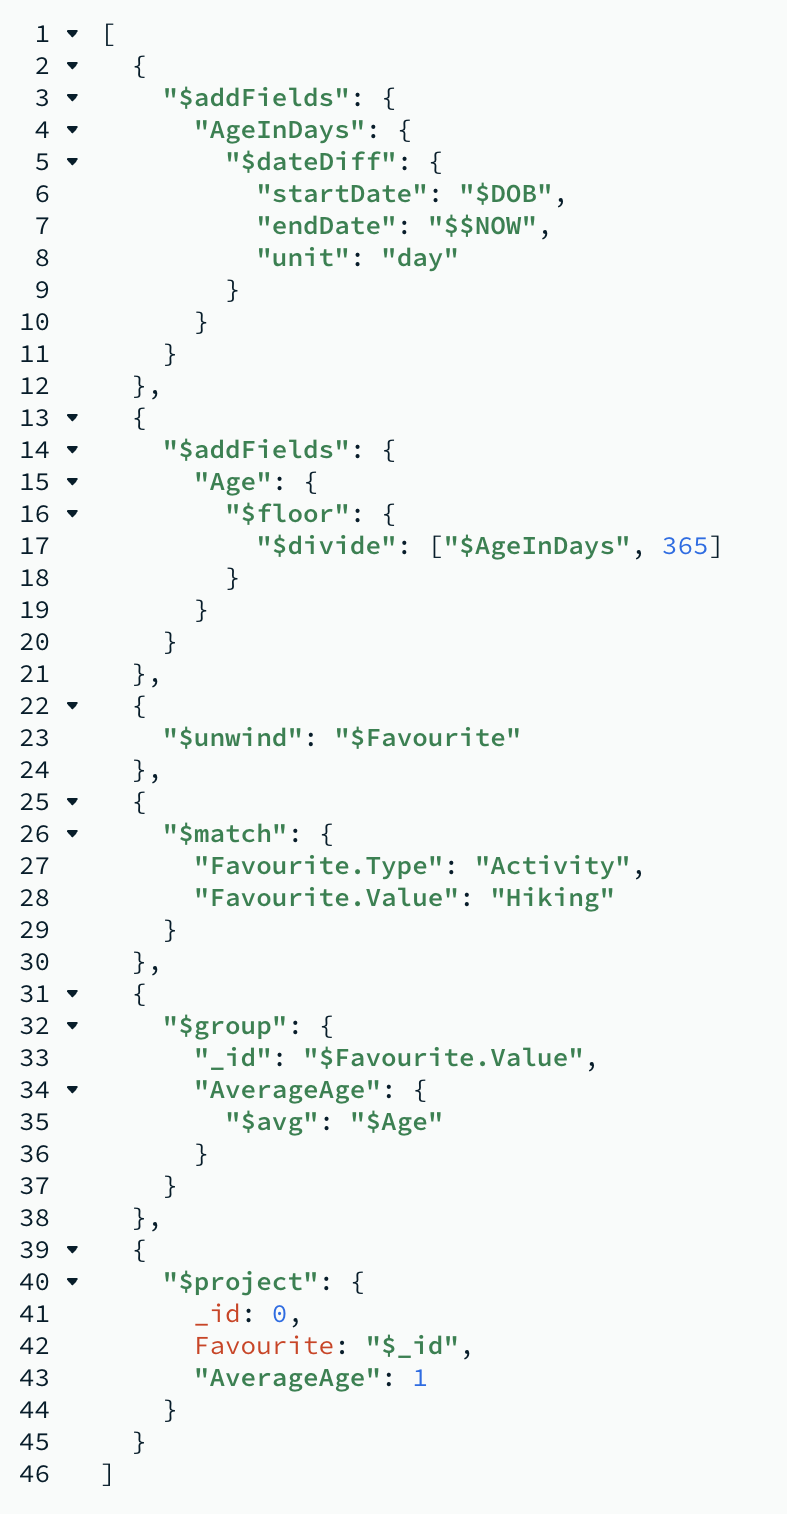 1 [
2   {
3     "$addFields": {
4       "AgeInDays": {
5         "$dateDiff": {
6           "startDate": "$DOB",
7           "endDate": "$$NOW",
8           "unit": "day"
9         }
10       }
11     }
12   },
13   {
14     "$addFields": {
15       "Age": {
16         "$floor": {
17           "$divide": ["$AgeInDays", 365]
18         }
19       }
20     }
21   },
22   {
23     "$unwind": "$Favourite"
24   },
25   {
26     "$match": {
27       "Favourite.Type": "Activity",
28       "Favourite.Value": "Hiking"
29     }
30   },
31   {
32     "$group": {
33       "_id": "$Favourite.Value",
34       "AverageAge": {
35         "$avg": "$Age"
36       }
37     }
38   },
39   {
40     "$project": {
41       _id: 0,
42       Favourite: "$_id",
43       "AverageAge": 1
44     }
45   }
46 ]